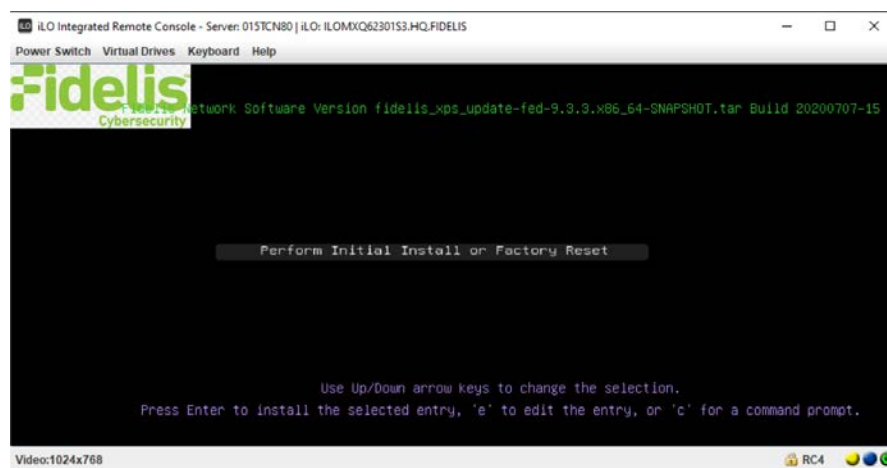 iLO Integrated Remote Console - Server: 015TCN80 | iLO: ILOMXQ62301S3.HQ.FIDELIS
Power Switch Virtual Drives Keyboard Help
Fidelis
Cybersecurity
Fidelis Network Software Version fidelis_xps_update-fed-9.3.3.x86_64-SNAPSHOT.tar Build 20200707-15
Perform Initial Install or Factory Reset
Use Up/Down arrow keys to change the selection.
Press Enter to install the selected entry, 'e' to edit the entry, or 'c' for a command prompt.
Video:1024x768
RC4